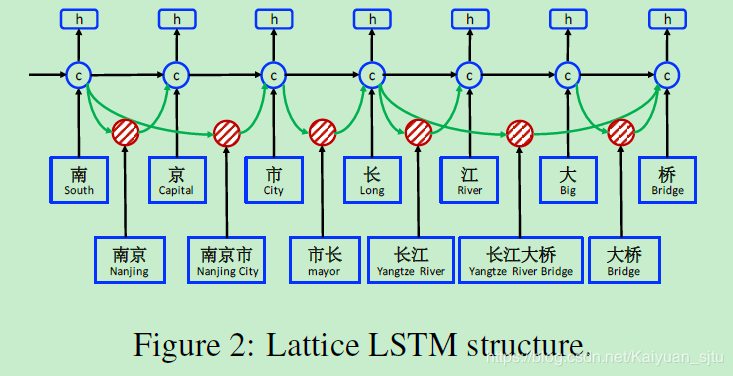 h h h h h h h
c c c c c c c
南 京 市 长 江 大 桥
South Capital City Long River Big Bridge
南京 南京市 市长 长江 长江大桥 大桥
Nanjing Nanjing City mayor Yangtze River Yangtze River Bridge Bridge
Figure 2: Lattice LSTM structure.
https://blog.csdn.net/Kaiyuan_sjtu